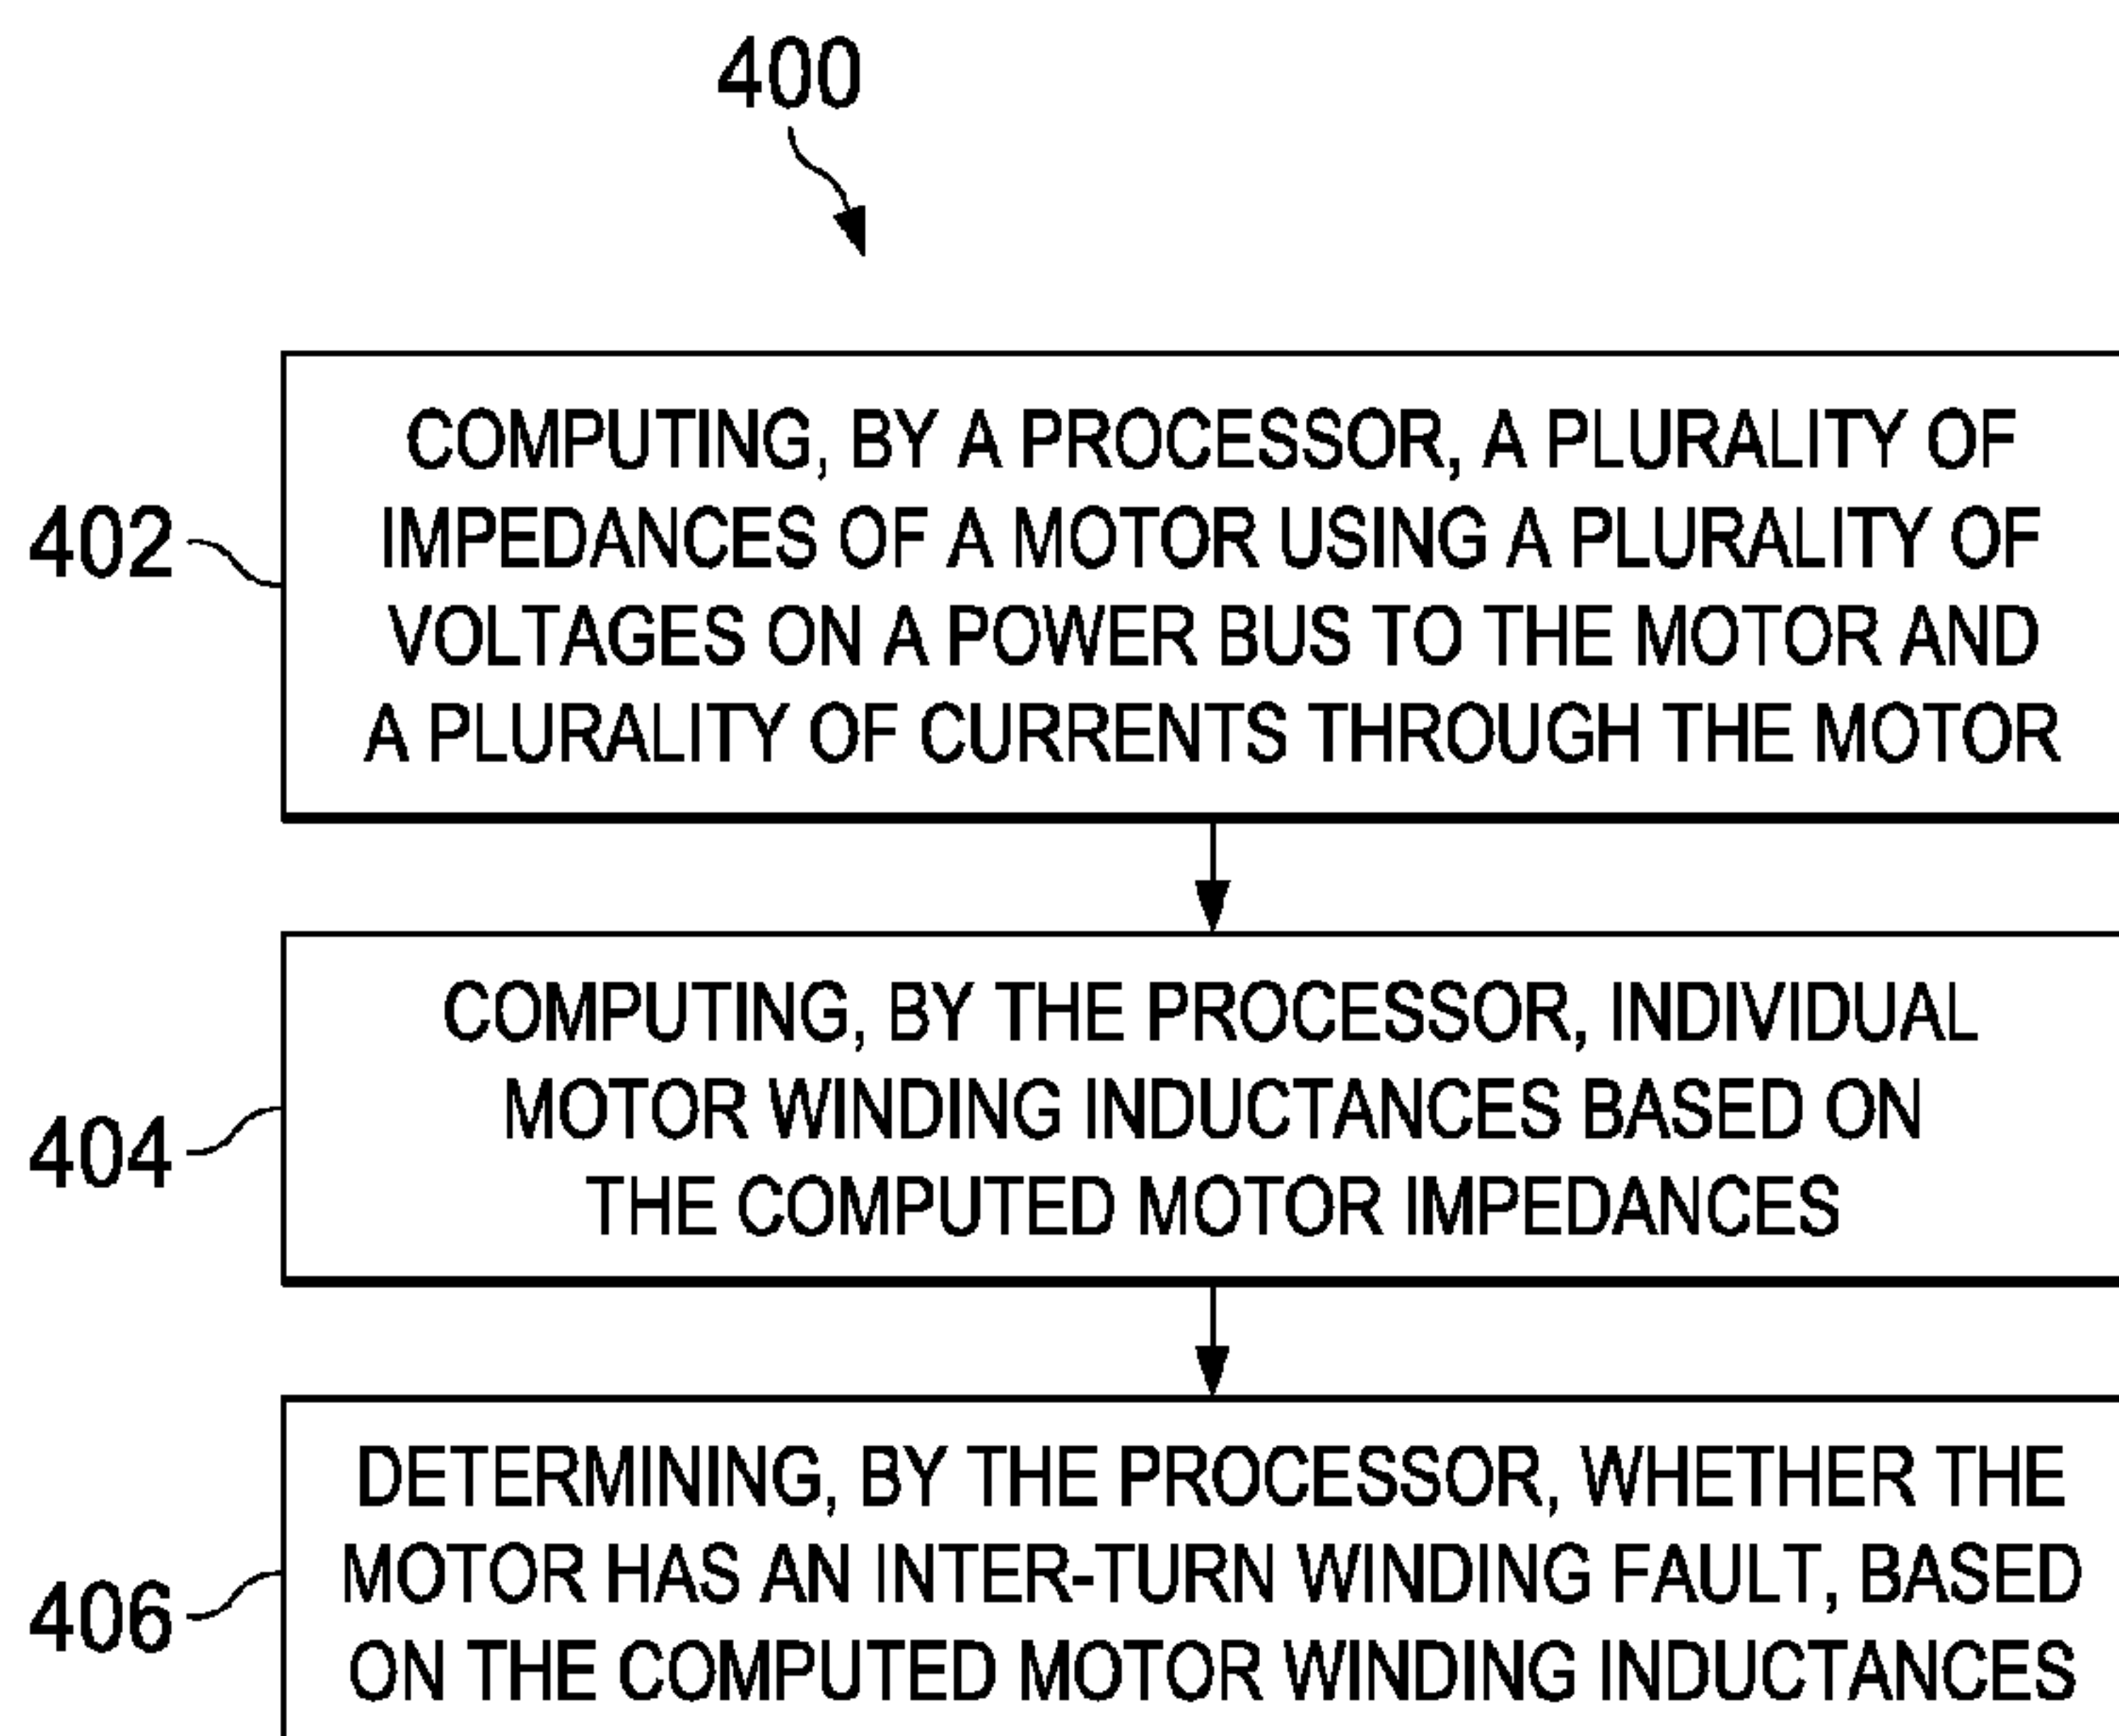 400
402
COMPUTING, BY A PROCESSOR, A PLURALITY OF
IMPEDANCES OF A MOTOR USING A PLURALITY OF
VOLTAGES ON A POWER BUS TO THE MOTOR AND
A PLURALITY OF CURRENTS THROUGH THE MOTOR
404
COMPUTING, BY THE PROCESSOR, INDIVIDUAL
MOTOR WINDING INDUCTANCES BASED ON
THE COMPUTED MOTOR IMPEDANCES
406
DETERMINING, BY THE PROCESSOR, WHETHER THE
MOTOR HAS AN INTER-TURN WINDING FAULT, BASED
ON THE COMPUTED MOTOR WINDING INDUCTANCES